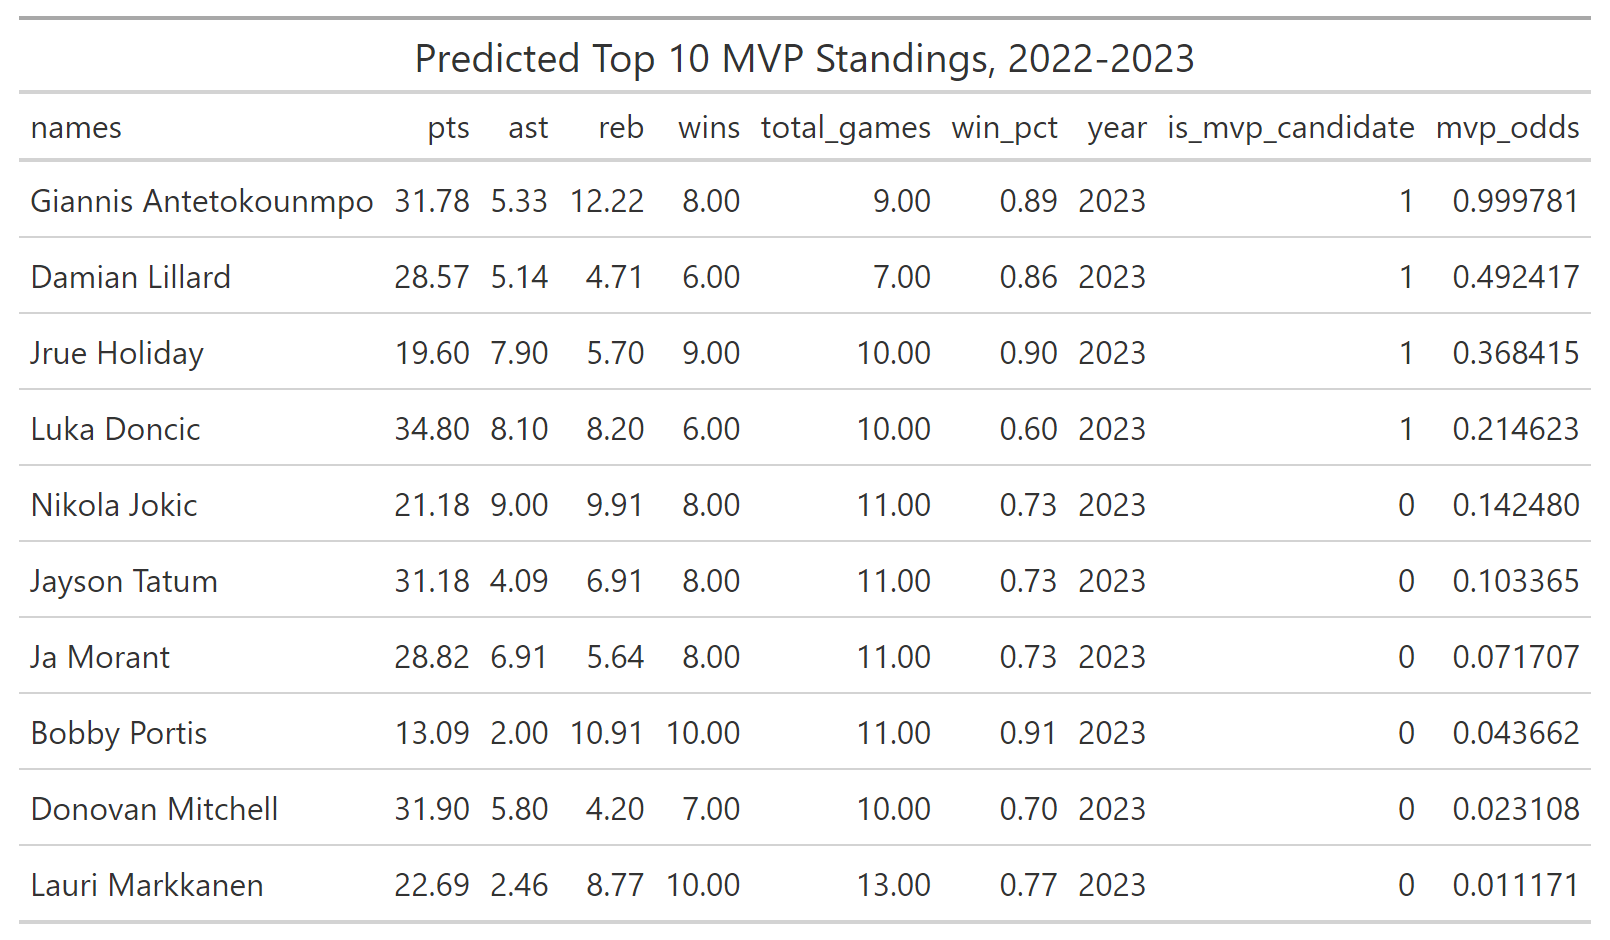 Predicted Top 10 MVP Standings, 2022-2023
names pts ast reb wins total_games win_pct year is_mvp_candidate mvp_odds
Giannis Antetokounmpo 31.78 5.33 12.22 8.00 9.00 0.89 2023 1 0.999781
Damian Lillard 28.57 5.14 4.71 6.00 7.00 0.86 2023 1 0.492417
Jrue Holiday 19.60 7.90 5.70 9.00 10.00 0.90 2023 1 0.368415
Luka Doncic 34.80 8.10 8.20 6.00 10.00 0.60 2023 1 0.214623
Nikola Jokic 21.18 9.00 9.91 8.00 11.00 0.73 2023 0 0.142480
Jayson Tatum 31.18 4.09 6.91 8.00 11.00 0.73 2023 0 0.103365
Ja Morant 28.82 6.91 5.64 8.00 11.00 0.73 2023 0 0.071707
Bobby Portis 13.09 2.00 10.91 10.00 11.00 0.91 2023 0 0.043662
Donovan Mitchell 31.90 5.80 4.20 7.00 10.00 0.70 2023 0 0.023108
Lauri Markkanen 22.69 2.46 8.77 10.00 13.00 0.77 2023 0 0.011171